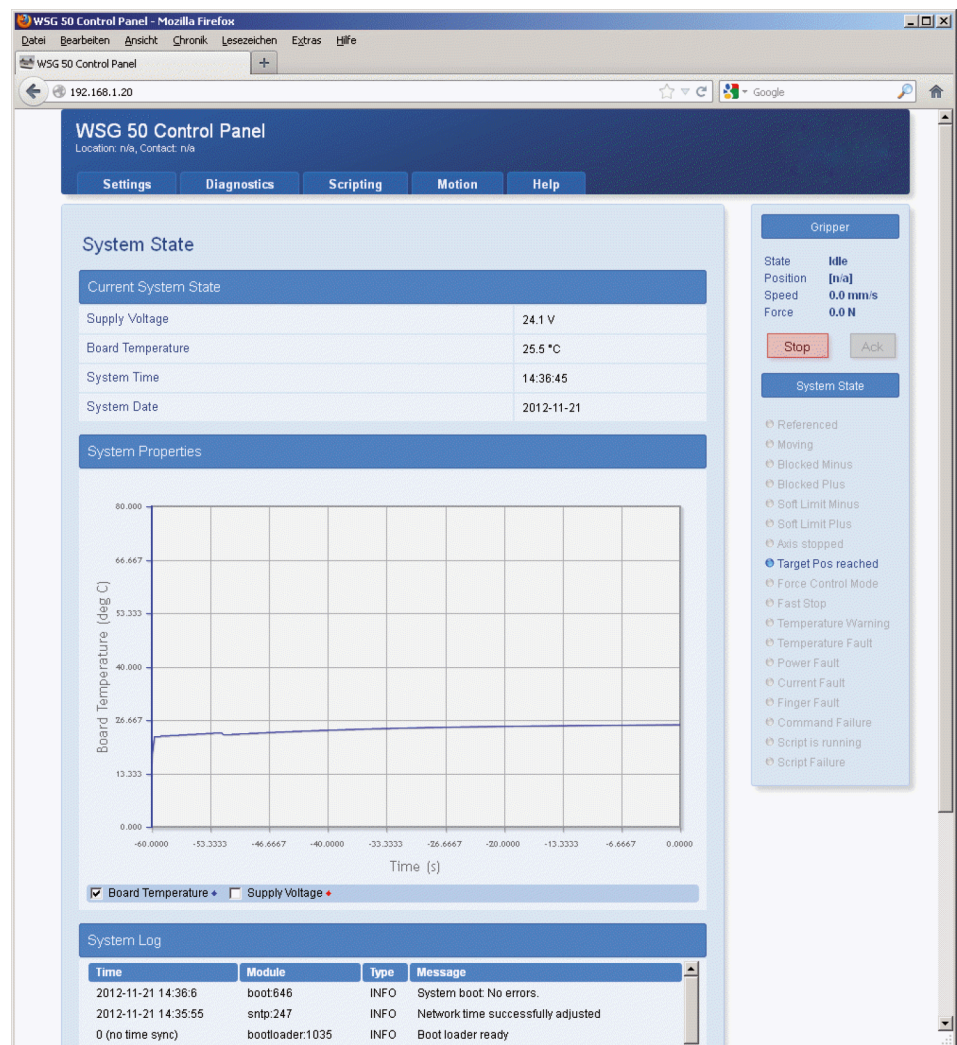 WSG 50 Control Panel - Mozilla Firefox
Datei Bearbeiten Ansicht Chronik Lesezeichen Extras Hilfe
WSG 50 Control Panel
192.168.1.20
Google
WSG 50 Control Panel
Location: n/a, Contact: n/a
Settings Diagnostics Scripting Motion Help
System State
Current System State
Supply Voltage 24.1 V
Board Temperature 25.5 °C
System Time 14:36:45
System Date 2012-11-21
System Properties
80.000
66.667
53.333
40.000
26.667
13.333
0.000
Board Temperature (deg C)
-60.0000 -53.3333 -46.6667 -40.0000 -33.3333 -26.6667 -20.0000 -13.3333 -6.6667 0.0000
Time (s)
Board Temperature Supply Voltage
System Log
Time Module Type Message
2012-11-21 14:36:6 boot:646 INFO System boot: No errors.
2012-11-21 14:35:55 sntp:247 INFO Network time successfully adjusted
0 (no time sync) bootloader:1035 INFO Boot loader ready
Gripper
State Idle
Position [n/a]
Speed 0.0 mm/s
Force 0.0 N
Stop Ack
System State
Referenced
Moving
Blocked Minus
Blocked Plus
Soft Limit Minus
Soft Limit Plus
Axis stopped
Target Pos reached
Force Control Mode
Fast Stop
Temperature Warning
Temperature Fault
Power Fault
Current Fault
Finger Fault
Command Failure
Script is running
Script Failure